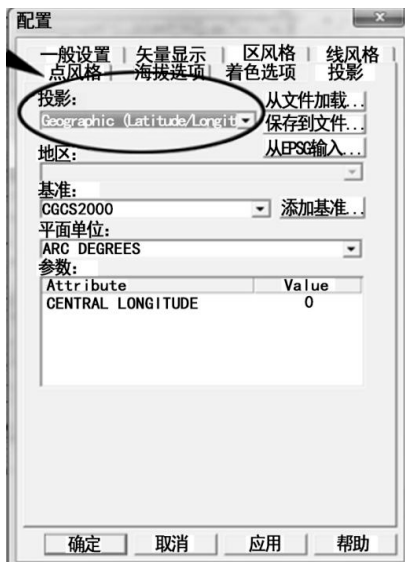 配置
一般设置 矢量显示 区风格 线风格
点风格 海拔选项 着色选项 投影
投影:
从文件加载...
Geographic (Latitude/Longit
保存到文件...
地区:
从EPSG输入...
基准:
CGCS2000
添加基准...
平面单位:
ARC DEGREES
参数:
Attribute Value
CENTRAL LONGITUDE 0
确定 取消 应用 帮助